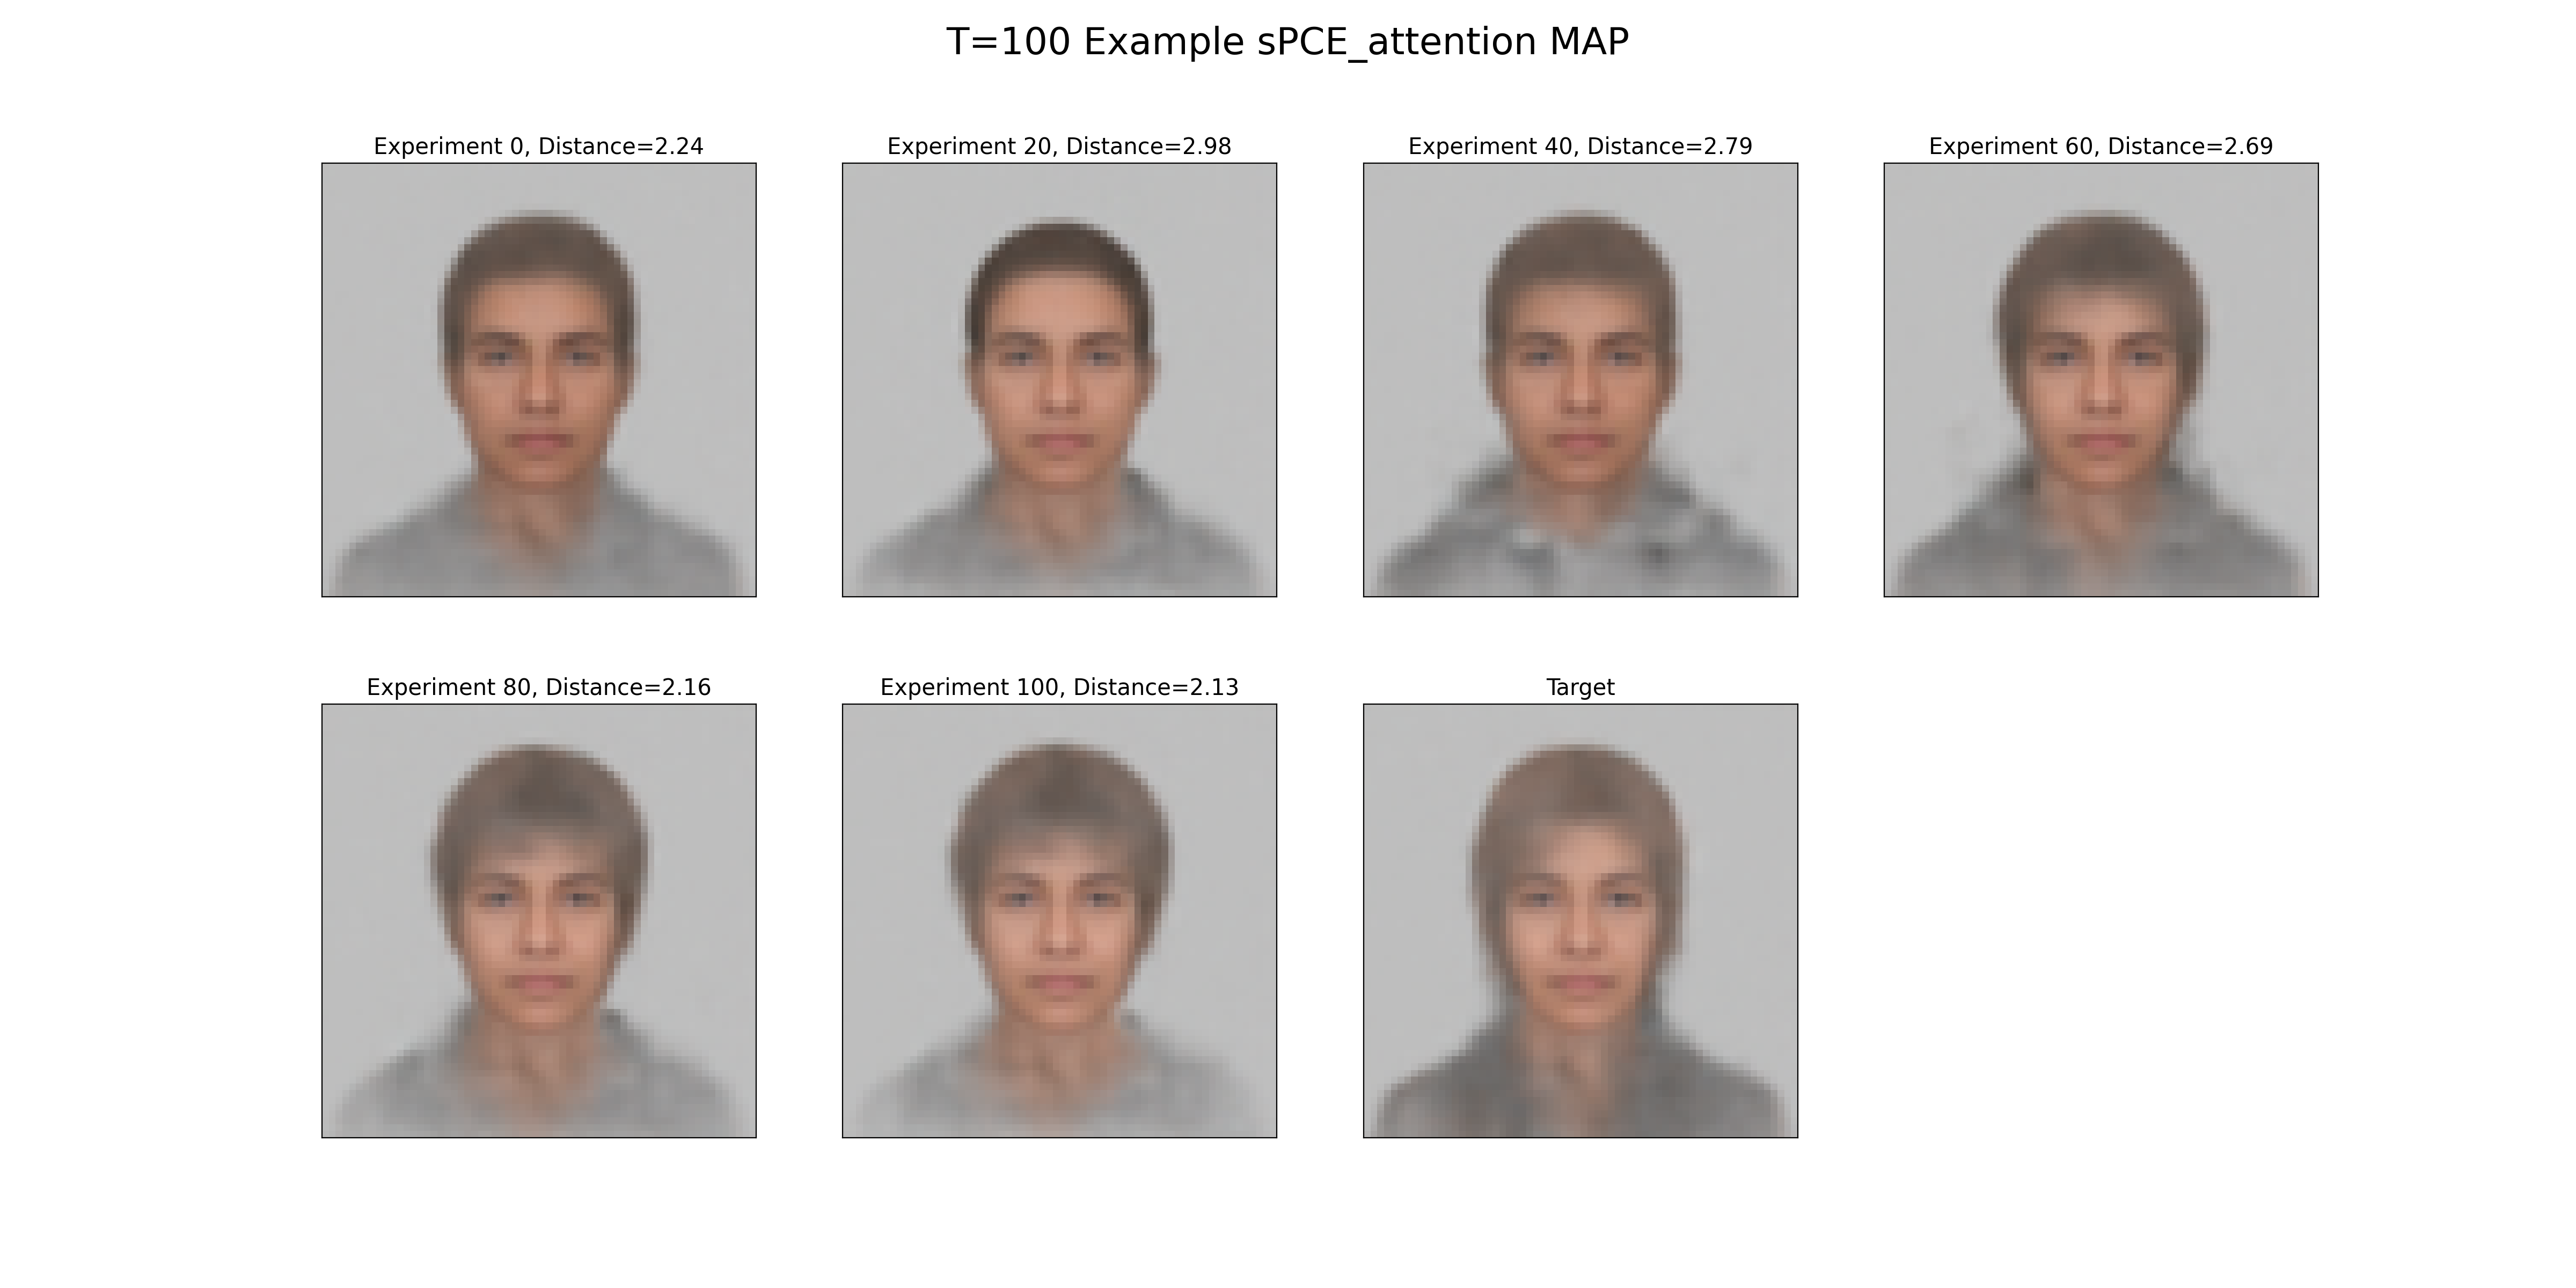 T=100 Example sPCE_attention MAP
Experiment 0, Distance=2.24
Experiment 20, Distance=2.98
Experiment 40, Distance=2.79
Experiment 60, Distance=2.69
Experiment 80, Distance=2.16
Experiment 100, Distance=2.13
Target